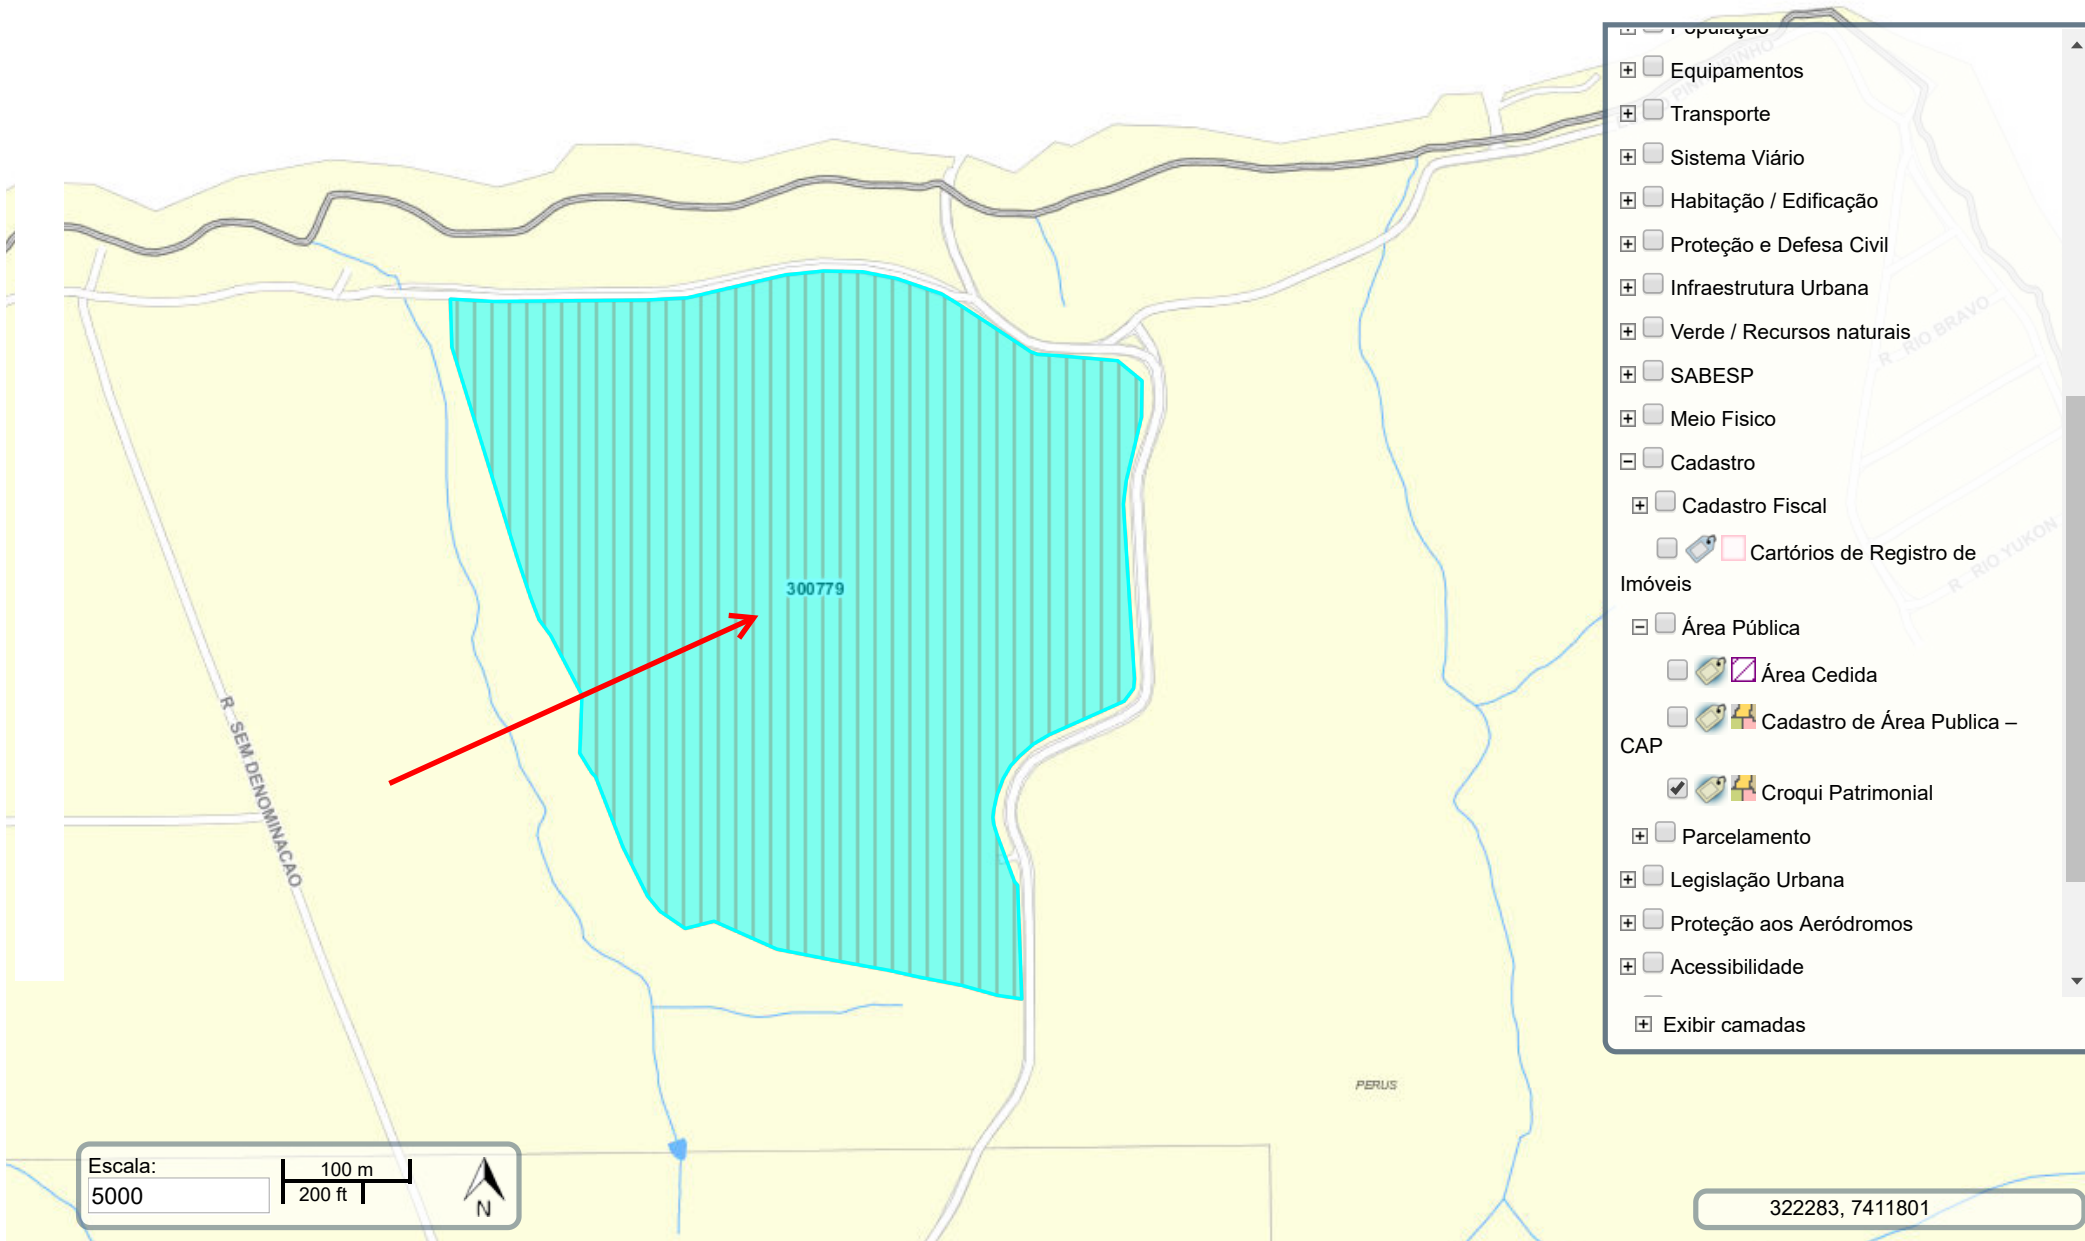 População
Equipamentos
Transporte
Sistema Viário
Habitação / Edificação
Proteção e Defesa Civil
Infraestrutura Urbana
Verde / Recursos naturais
SABESP
Meio Fisico
Cadastro
Cadastro Fiscal
Cartórios de Registro de
Imóveis
Área Pública
Área Cedida
Cadastro de Área Publica –
CAP
Croqui Patrimonial
Parcelamento
Legislação Urbana
Proteção aos Aeródromos
Acessibilidade
Exibir camadas
R RIO BRAVO
R RIO YUKON
300779
R SEM DENOMINACAO
PERUS
Escala:
5000
100 m
200 ft
N
322283, 7411801